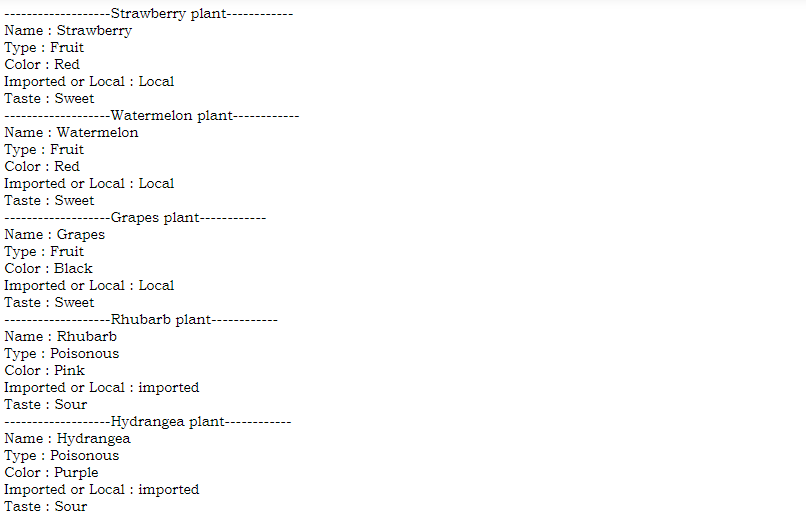 -------------------Strawberry plant------------
Name : Strawberry
Type : Fruit
Color : Red
Imported or Local : Local
Taste : Sweet
-------------------Watermelon plant------------
Name : Watermelon
Type : Fruit
Color : Red
Imported or Local : Local
Taste : Sweet
-------------------Grapes plant------------
Name : Grapes
Type : Fruit
Color : Black
Imported or Local : Local
Taste : Sweet
-------------------Rhubarb plant------------
Name : Rhubarb
Type : Poisonous
Color : Pink
Imported or Local : imported
Taste : Sour
-------------------Hydrangea plant------------
Name : Hydrangea
Type : Poisonous
Color : Purple
Imported or Local : imported
Taste : Sour